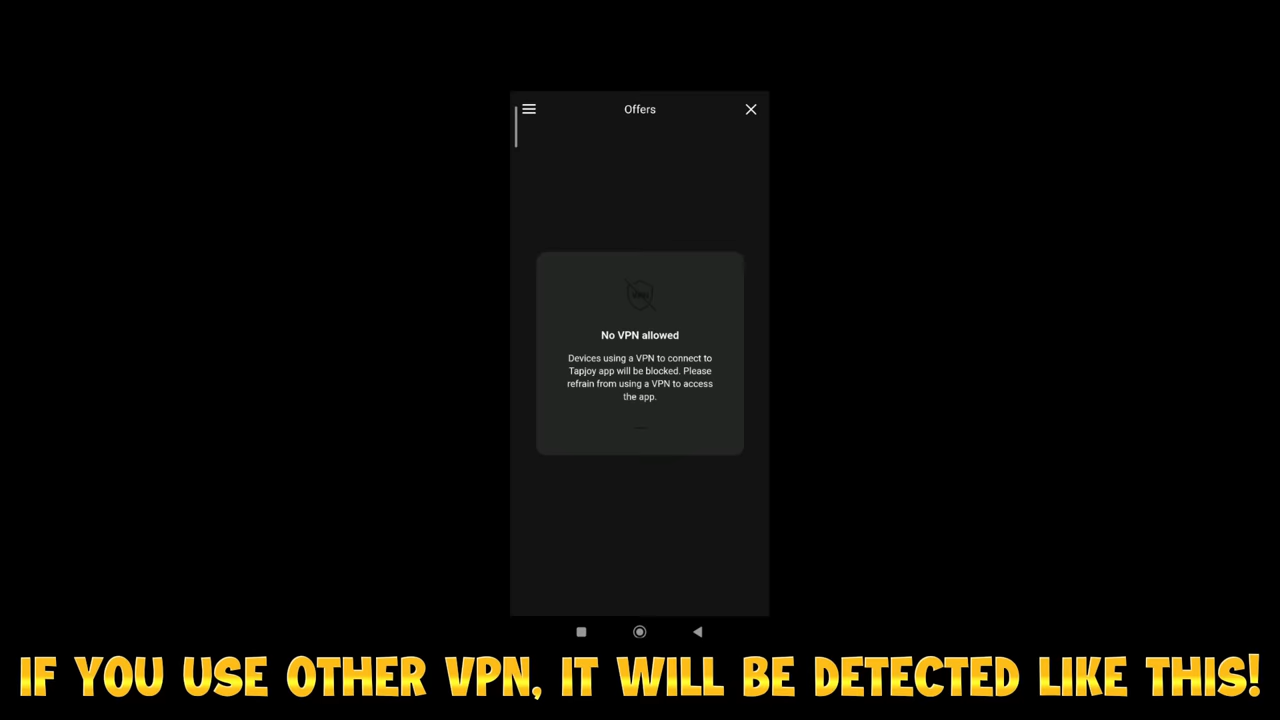 Offers
No VPN allowed
Devices using a VPN to connect to
Tapjoy app will be blocked. Please
refrain from using a VPN to access
the app.
IF YOU USE OTHER VPN, IT WILL BE DETECTED LIKE THIS!